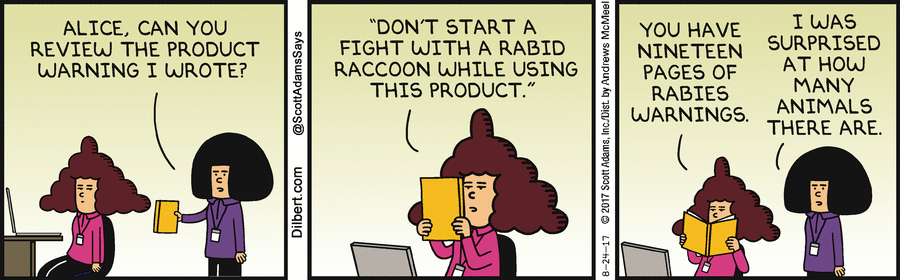 ALICE, CAN YOU
REVIEW THE PRODUCT
WARNING I WROTE?
Dilbert.com @ScottAdamsSays
"DON'T START A
FIGHT WITH A RABID
RACCOON WHILE USING
THIS PRODUCT."
8-24-17 © 2017 Scott Adams, Inc./Dist. by Andrews McMeel
YOU HAVE
NINETEEN
PAGES OF
RABIES
WARNINGS.
I WAS
SURPRISED
AT HOW
MANY
ANIMALS
THERE ARE.